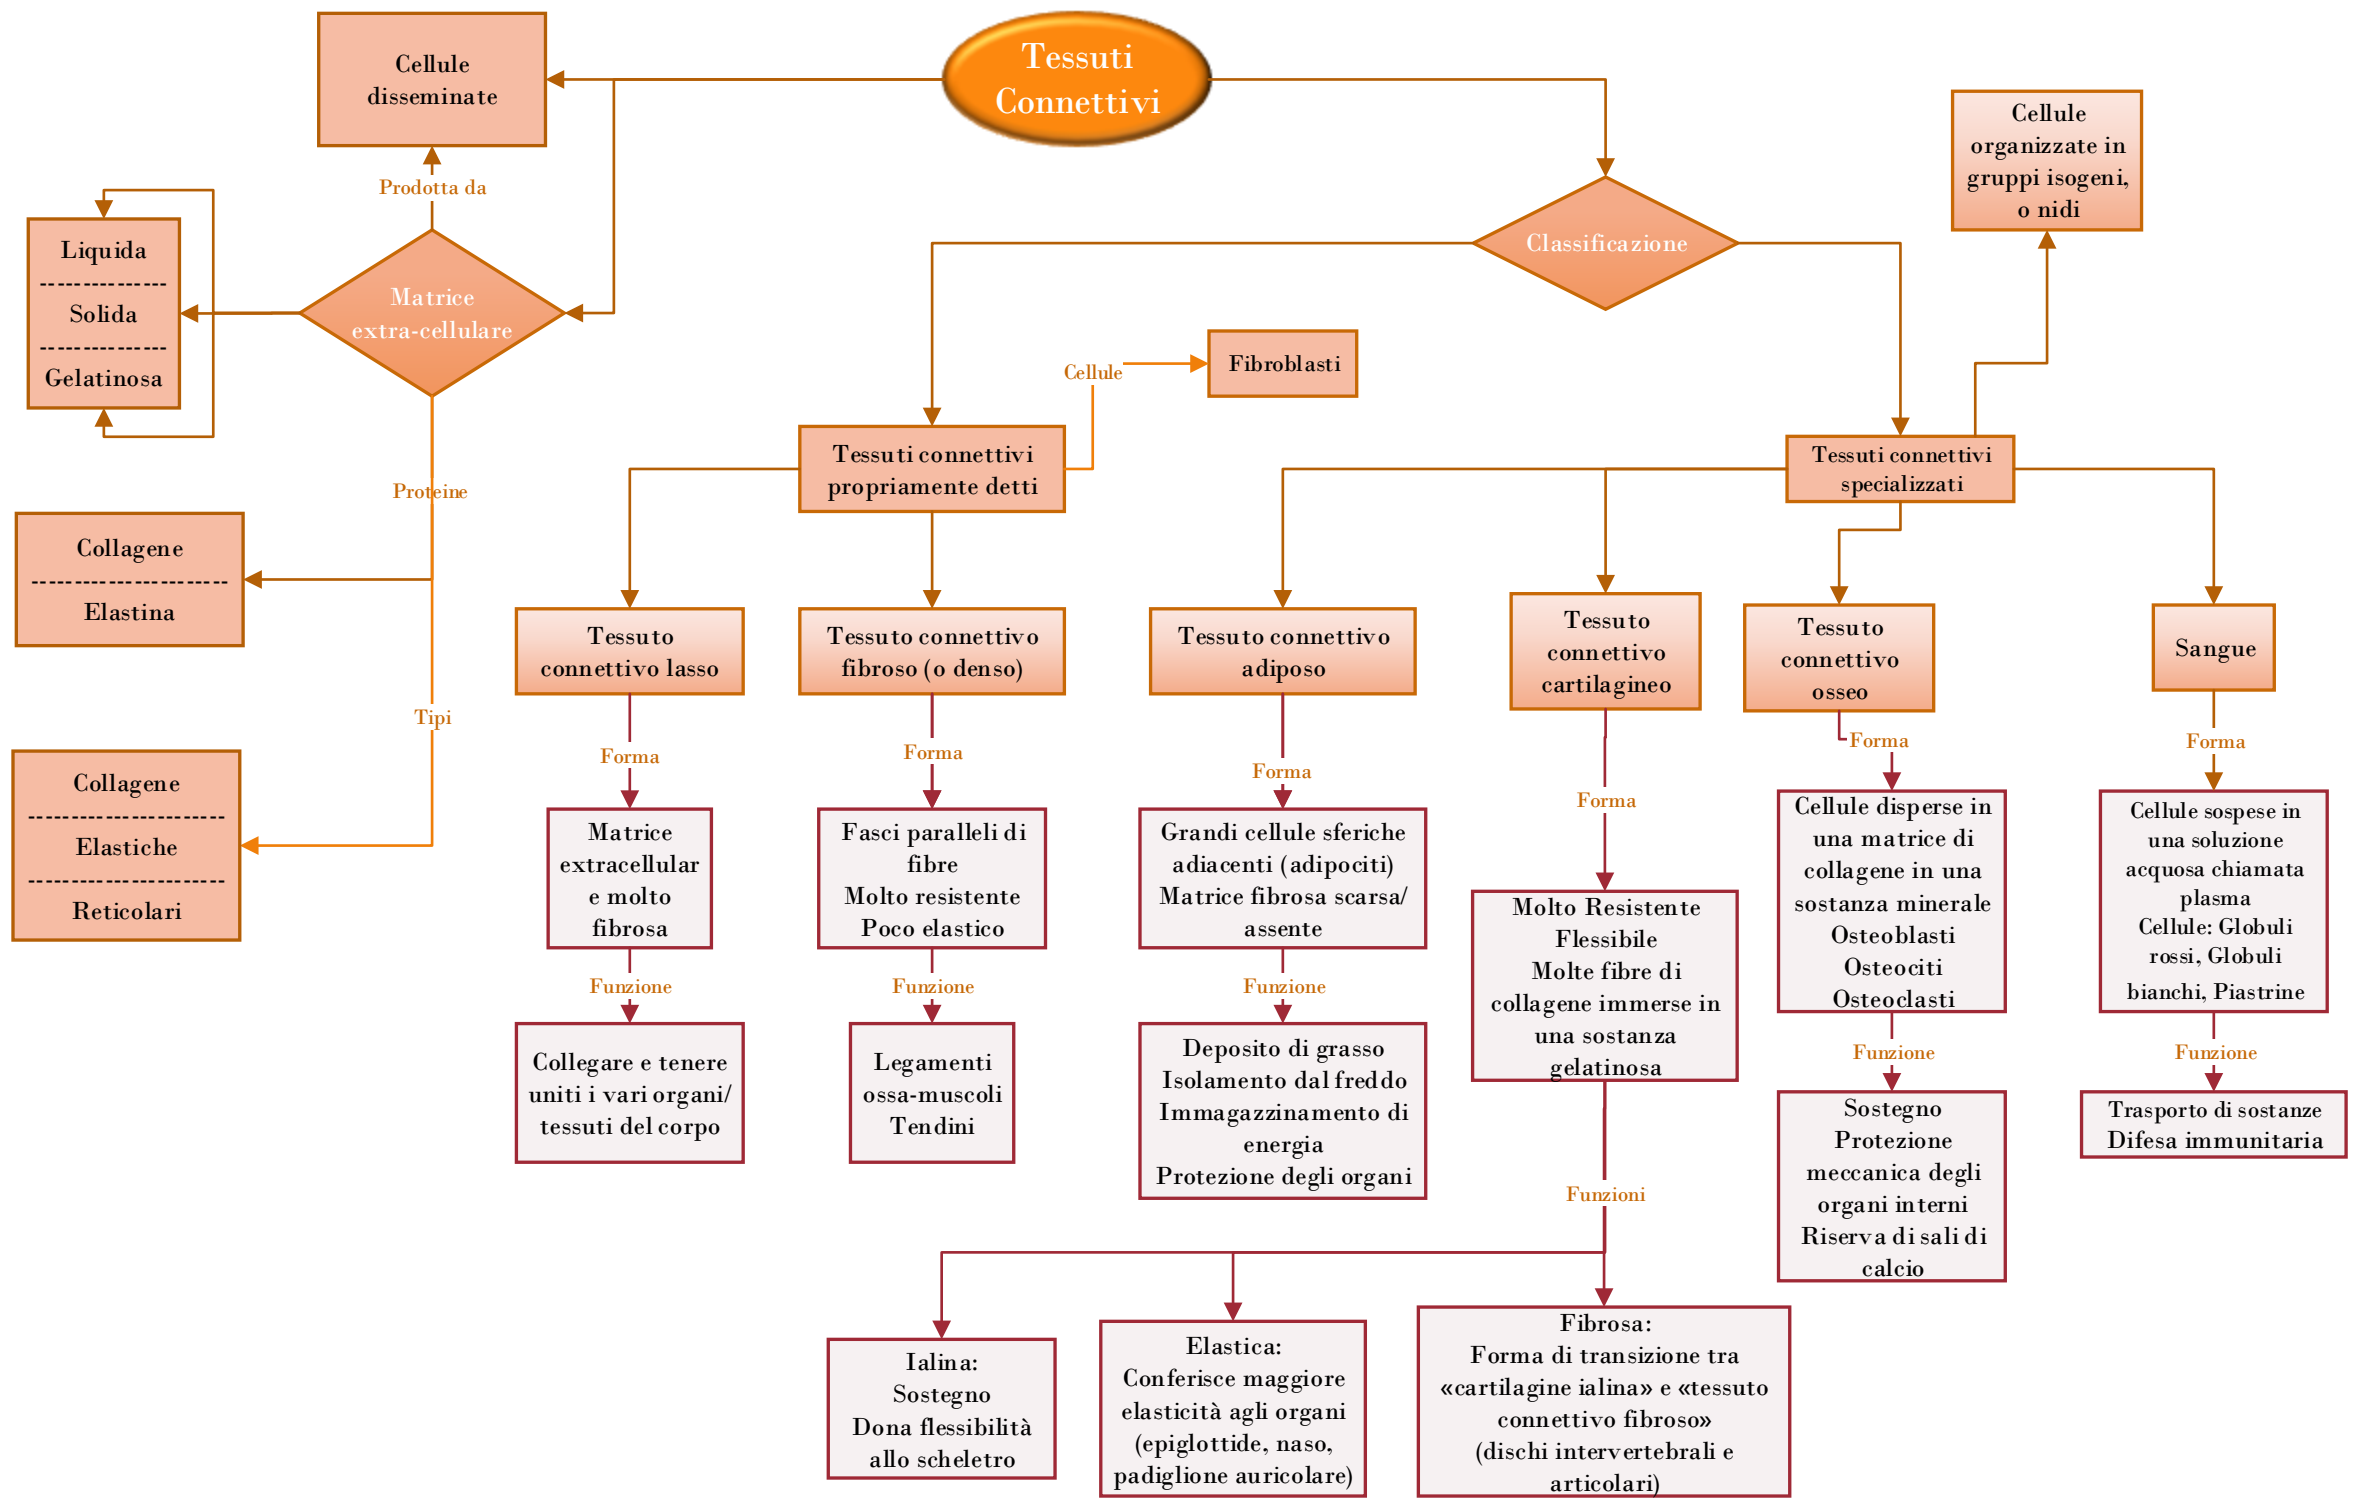 Tessuti
Connettivi
Cellule
disseminate
Prodotta da
Matrice
extra-cellulare
Liquida
----------------
Solida
----------------
Gelatinosa
Proteine
Collagene
-------------------------
Elastina
Tipi
Collagene
-------------------------
Elastiche
-------------------------
Reticolari
Classificazione
Cellule
organizzate in
gruppi isogeni,
o nidi
Cellule
Fibroblasti
Tessuti connettivi
propriamente detti
Tessuti connettivi
specializzati
Tessuto
connettivo lasso
Forma
Matrice
extracellular
e molto
fibrosa
Funzione
Collegare e tenere
uniti i vari organi/
tessuti del corpo
Tessuto connettivo
fibroso (o denso)
Forma
Fasci paralleli di
fibre
Molto resistente
Poco elastico
Funzione
Legamenti
ossa-muscoli
Tendini
Tessuto connettivo
adiposo
Forma
Grandi cellule sferiche
adiacenti (adipociti)
Matrice fibrosa scarsa/
assente
Funzione
Deposito di grasso
Isolamento dal freddo
Immagazzinamento di
energia
Protezione degli organi
Tessuto
connettivo
cartilagineo
Forma
Molto Resistente
Flessibile
Molte fibre di
collagene immerse in
una sostanza
gelatinosa
Funzioni
Ialina:
Sostegno
Dona flessibilità
allo scheletro
Elastica:
Conferisce maggiore
elasticità agli organi
(epiglottide, naso,
padiglione auricolare)
Fibrosa:
Forma di transizione tra
«cartilagine ialina» e «tessuto
connettivo fibroso»
(dischi intervertebrali e
articolari)
Tessuto
connettivo
osseo
Forma
Cellule disperse in
una matrice di
collagene in una
sostanza minerale
Osteoblasti
Osteociti
Osteoclasti
Funzione
Sostegno
Protezione
meccanica degli
organi interni
Riserva di sali di
calcio
Sangue
Forma
Cellule sospese in
una soluzione
acquosa chiamata
plasma
Cellule: Globuli
rossi, Globuli
bianchi, Piastrine
Funzione
Trasporto di sostanze
Difesa immunitaria